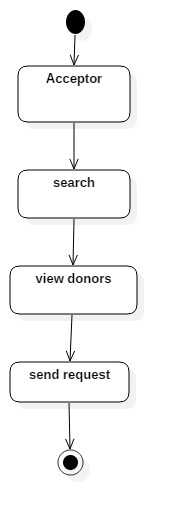 Acceptor
search
view donors
send request